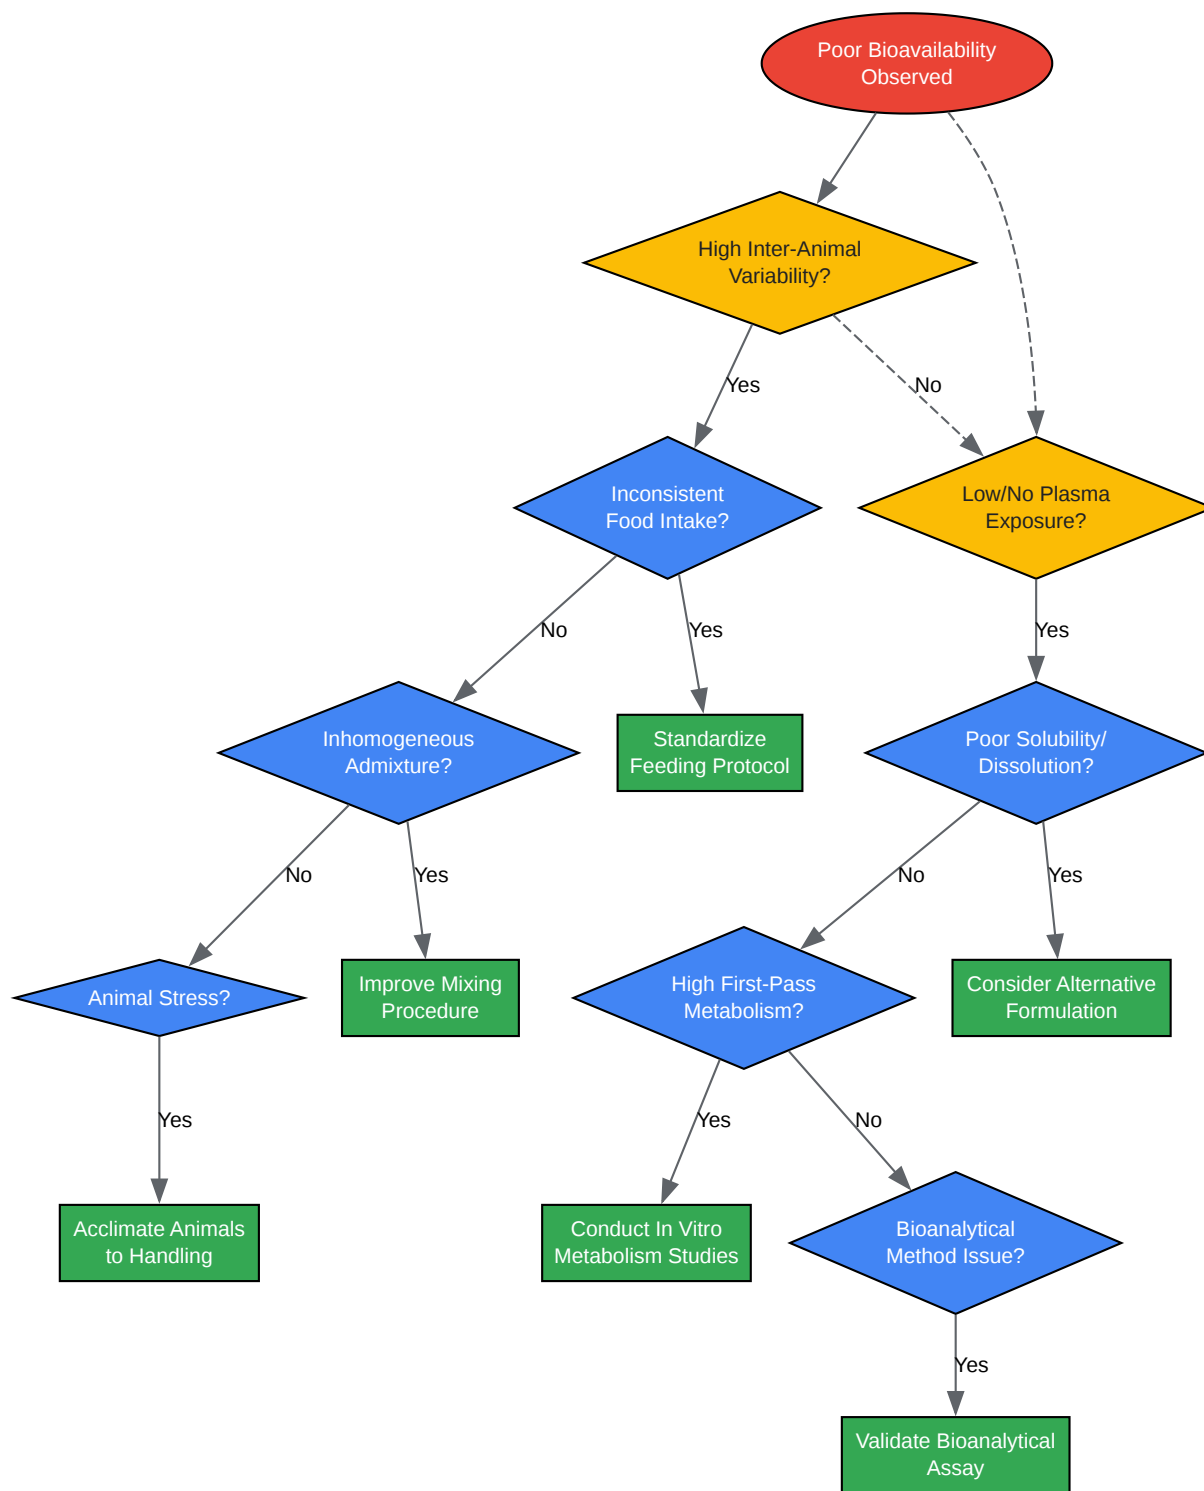 Poor Bioavailability
Observed
High Inter-Animal
Variability?
Yes
No
Inconsistent
Food Intake?
Low/No Plasma
Exposure?
No
Yes
Yes
Inhomogeneous
Admixture?
Standardize
Feeding Protocol
Poor Solubility/
Dissolution?
No
Yes
No
Yes
Animal Stress?
Improve Mixing
Procedure
High First-Pass
Metabolism?
Consider Alternative
Formulation
Yes
Yes
No
Acclimate Animals
to Handling
Conduct In Vitro
Metabolism Studies
Bioanalytical
Method Issue?
Yes
Validate Bioanalytical
Assay